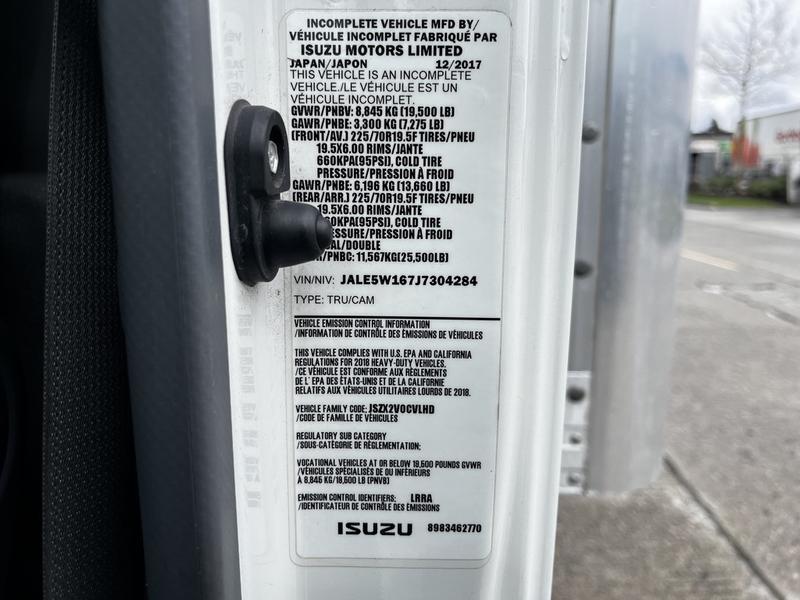 INCOMPLETE VEHICLE MFD BY/
VÉHICULE INCOMPLET FABRIQUÉ PAR
ISUZU MOTORS LIMITED
JAPAN/JAPON 12/2017
THIS VEHICLE IS AN INCOMPLETE
VEHICLE./LE VÉHICULE EST UN
VÉHICULE INCOMPLET.
GVWR/PNBV: 8,845 KG (19,500 LB)
GAWR/PNBE: 3,300 KG (7,275 LB)
(FRONT/AV.) 225/70R19.5F TIRES/PNEU
19.5X6.00 RIMS/JANTE
660KPA(95PSI), COLD TIRE
PRESSURE/PRESSION À FROID
GAWR/PNBE: 6,196 KG (13,660 LB)
(REAR/ARR.) 225/70R19.5F TIRES/PNEU
19.5X6.00 RIMS/JANTE
60KPA(95PSI), COLD TIRE
ESSURE/PRESSION À FROID
AL/DOUBLE
/PNBC: 11,567KG(25,500LB)
VIN/NIV: JALE5W167J7304284
TYPE: TRU/CAM
VEHICLE EMISSION CONTROL INFORMATION
/INFORMATION DE CONTRÔLE DES ÉMISSIONS DE VÉHICULES
THIS VEHICLE COMPLIES WITH U.S. EPA AND CALIFORNIA
REGULATIONS FOR 2018 HEAVY-DUTY VEHICLES.
/CE VÉHICULE EST CONFORME AUX RÈGLEMENTS
DE L' EPA DES ÉTATS-UNIS ET DE LA CALIFORNIE
RELATIFS AUX VÉHICULES UTILITAIRES LOURDS DE 2018.
VEHICLE FAMILY CODE: JSZX2VOCVLHD
/CODE DE FAMILLE DE VÉHICULES
REGULATORY SUB CATEGORY
/SOUS-CATÉGORIE DE RÉGLEMENTATION:
VOCATIONAL VEHICLES AT OR BELOW 19,500 POUNDS GVWR
/VÉHICULES SPÉCIALISÉS DE OU INFÉRIEURS
À 8,845 KG/19,500 LB (PNVB)
EMISSION CONTROL IDENTIFIERS: LRRA
/IDENTIFICATEUR DE CONTRÔLE DES ÉMISSIONS
ISUZU 8983462770